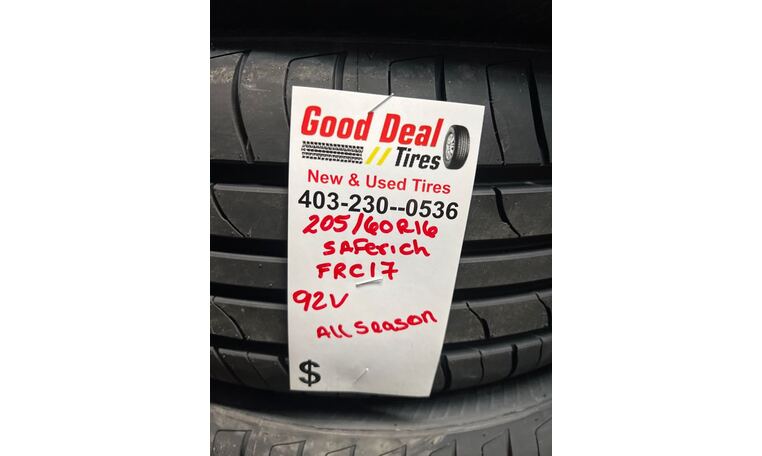 Good Deal
// Tires
New & Used Tires
403-230--0536
205/60R16
SAFerich
FRC17
92V
All Season
$